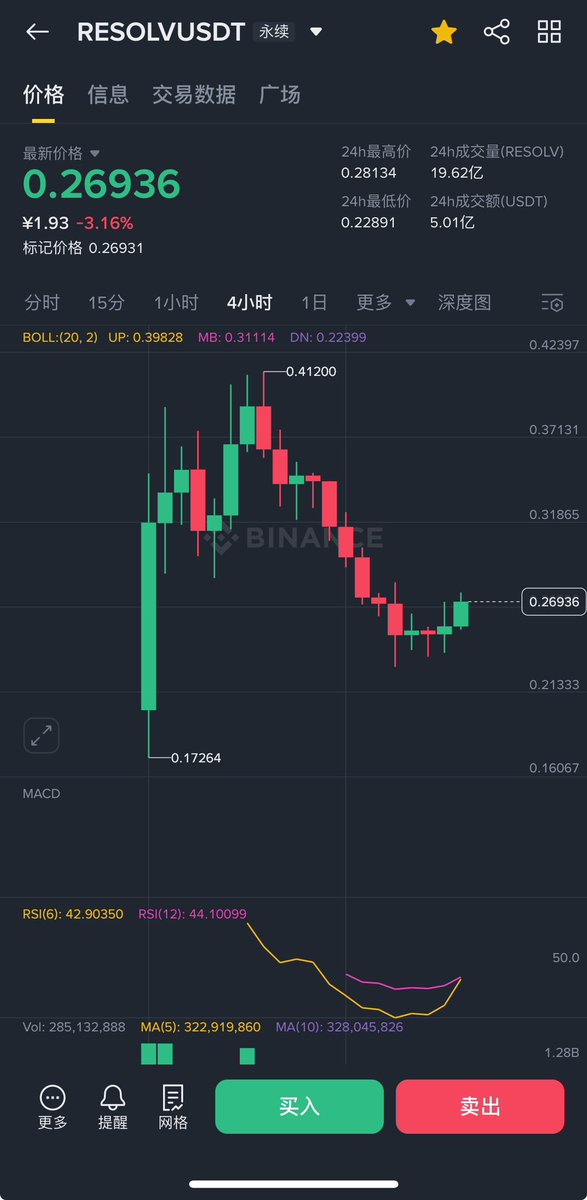 RESOLVUSDT 永续
价格 信息 交易数据 广场
最新价格
0.26936
¥1.93 -3.16%
标记价格 0.26931
24h最高价 24h成交量(RESOLV)
0.28134 19.62亿
24h最低价 24h成交额(USDT)
0.22891 5.01亿
分时 15分 1小时 4小时 1日 更多 深度图
BOLL:(20, 2) UP: 0.39828 MB: 0.31114 DN: 0.22399
0.42397
0.41200
0.37131
0.31865
BINANCE
0.26936
0.21333
0.17264
0.16067
MACD
RSI(6): 42.90350 RSI(12): 44.10099
50.0
Vol: 285,132,888 MA(5): 322,919,860 MA(10): 328,045,826
1.28B
更多 提醒 网格 买入 卖出